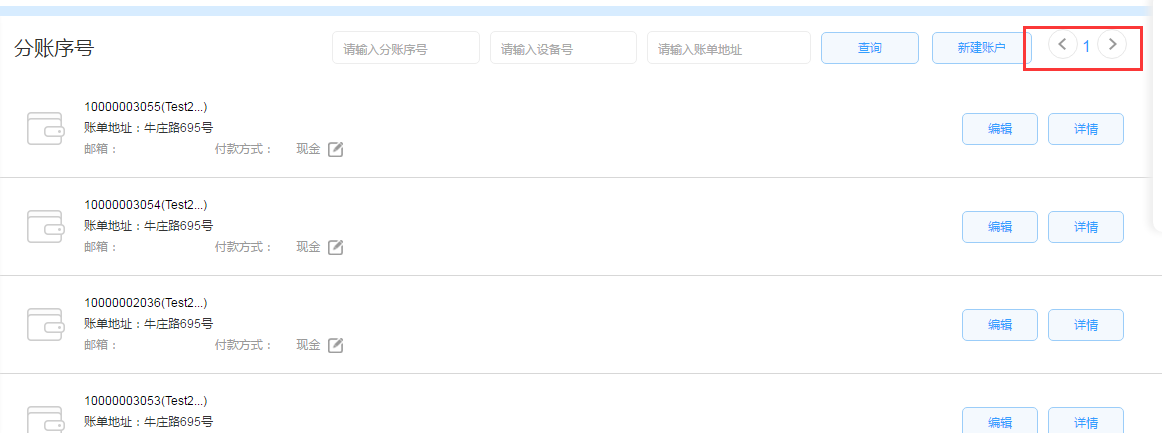 分账序号 请输入分账序号 请输入设备号 请输入账单地址 查询 新建账户 1
10000003055(Test2...)
账单地址：牛庄路695号 编辑 详情
邮箱： 付款方式： 现金
10000003054(Test2...)
账单地址：牛庄路695号 编辑 详情
邮箱： 付款方式： 现金
10000002036(Test2...)
账单地址：牛庄路695号 编辑 详情
邮箱： 付款方式： 现金
10000003053(Test2...)
账单地址：牛庄路695号 编辑 详情